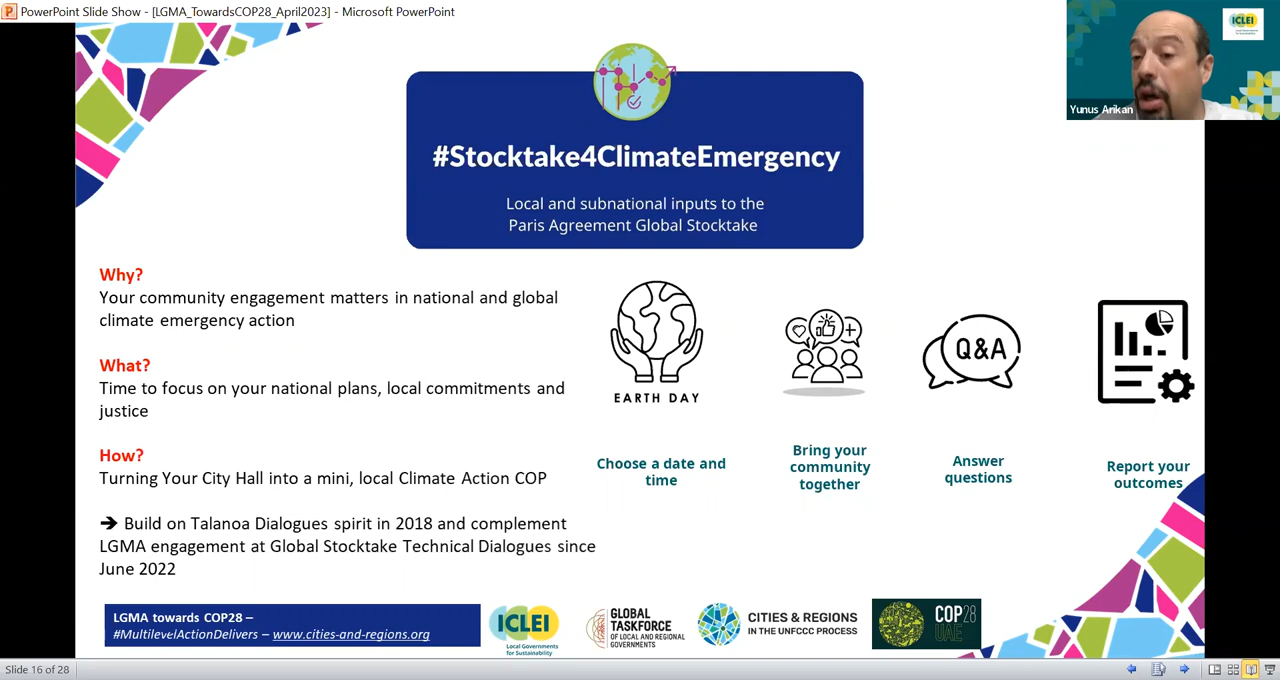 PowerPoint Slide Show - [LGMA_TowardsCOP28_April2023] - Microsoft PowerPoint
ICLEI
Yunus Arikan
#Stocktake4ClimateEmergency
Local and subnational inputs to the
Paris Agreement Global Stocktake
Why?
Your community engagement matters in national and global
climate emergency action
What?
Time to focus on your national plans, local commitments and
justice
How?
Turning Your City Hall into a mini, local Climate Action COP
➔ Build on Talanoa Dialogues spirit in 2018 and complement
LGMA engagement at Global Stocktake Technical Dialogues since
June 2022
EARTH DAY
Q&A
Choose a date and
time
Bring your
community
together
Answer
questions
Report your
outcomes
LGMA towards COP28 –
#MultilevelActionDelivers – www.cities-and-regions.org
ICLEI
Local Governments
for Sustainability
GLOBAL
TASKFORCE
OF LOCAL AND REGIONAL
GOVERNMENTS
CITIES & REGIONS
IN THE UNFCCC PROCESS
COP28
UAE
Slide 16 of 28